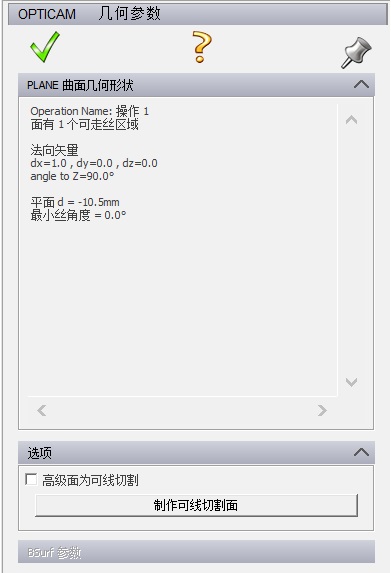 OPTICAM 几何参数
PLANE 曲面几何形状
Operation Name: 操作 1
面有 1 个可走丝区域
法向矢量
dx=1.0 , dy=0.0 , dz=0.0
angle to Z=90.0°
平面 d = -10.5mm
最小丝角度 = 0.0°
选项
高级面为可线切割
制作可线切割面
BSurf 参数